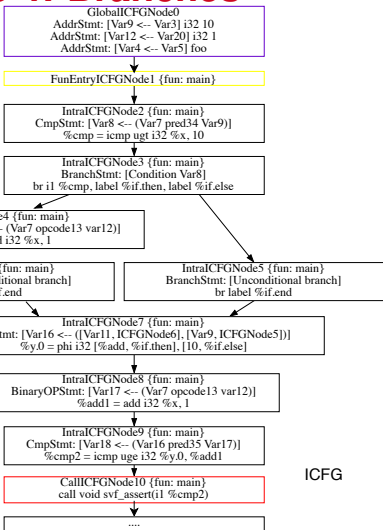 GlobalICFGNode0
AddrStmt: [Var9 <-- Var3] i32 10
AddrStmt: [Var12 <-- Var20] i32 1
AddrStmt: [Var4 <-- Var5] foo
FunEntryICFGNode1 {fun: main}
IntraICFGNode2 {fun: main}
CmpStmt: [Var8 <-- (Var7 pred34 Var9)]
%cmp = icmp ugt i32 %x, 10
IntraICFGNode3 {fun: main}
BranchStmt: [Condition Var8]
br i1 %cmp, label %if.then, label %if.else
e4 {fun: main}
<-- (Var7 opcode13 var12)]
i32 %x, 1
{fun: main}
itional branch]
f.end
IntraICFGNode5 {fun: main}
BranchStmt: [Unconditional branch]
br label %if.end
IntraICFGNode7 {fun: main}
tmt: [Var16 <-- ([Var11, ICFGNode6], [Var9, ICFGNode5])]
%y.0 = phi i32 [%add, %if.then], [10, %if.else]
IntraICFGNode8 {fun: main}
BinaryOPStmt: [Var17 <-- (Var7 opcode13 var12)]
%add1 = add i32 %x, 1
IntraICFGNode9 {fun: main}
CmpStmt: [Var18 <-- (Var16 pred35 Var17)]
%cmp2 = icmp uge i32 %y.0, %add1
ICFG
CallICFGNode10 {fun: main}
call void svf_assert(i1 %cmp2)
....